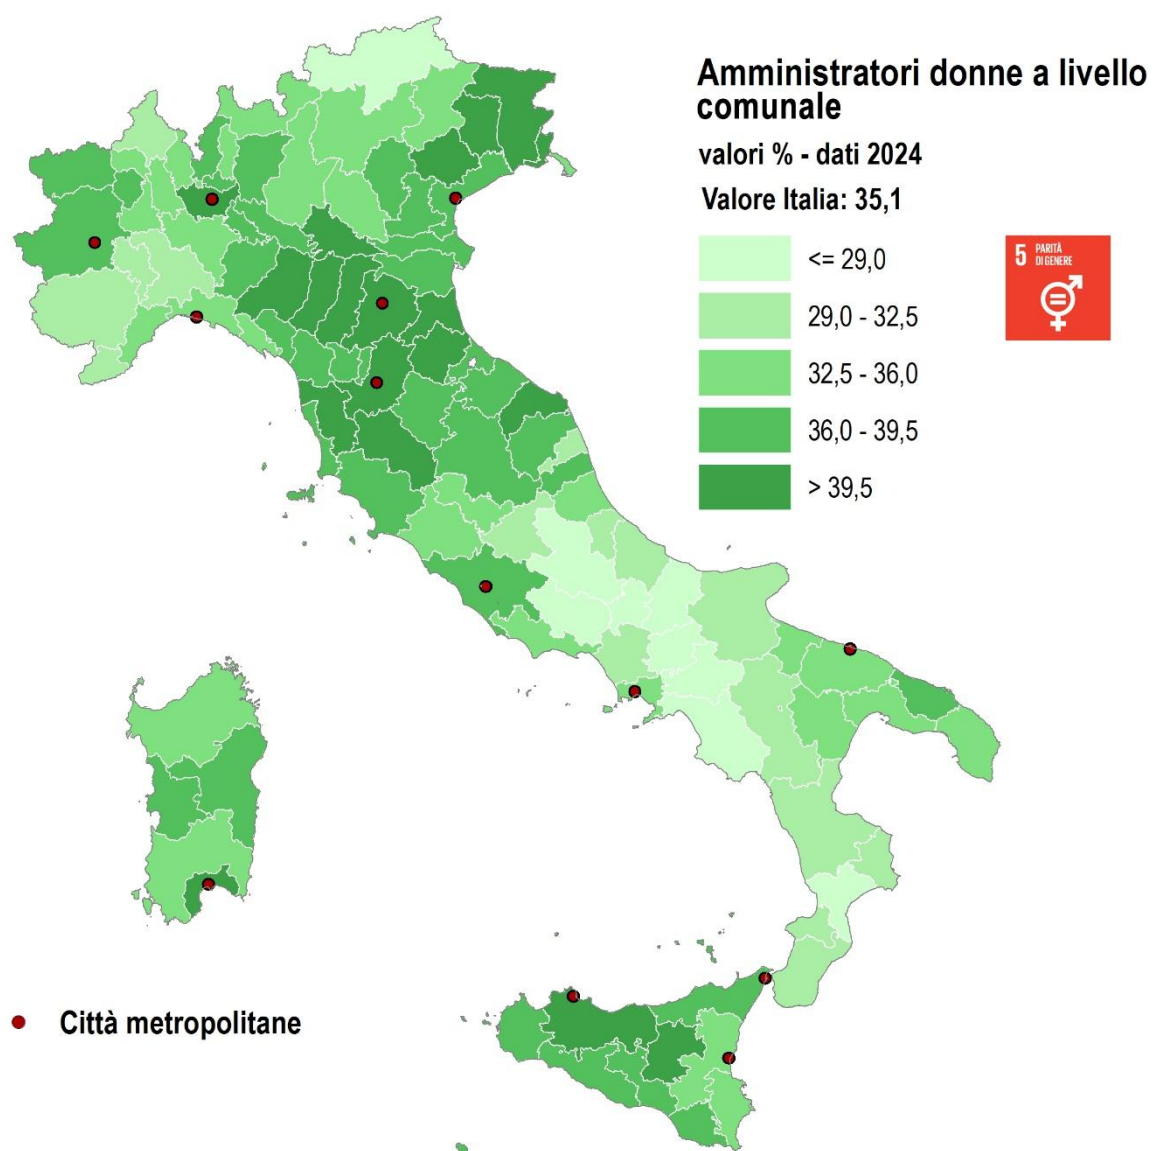 Amministratori donne a livello
comunale
valori % - dati 2024
Valore Italia: 35,1
<= 29,0
29,0 - 32,5
32,5 - 36,0
36,0 - 39,5
> 39,5
5 PARITÀ
DI GENERE
Città metropolitane